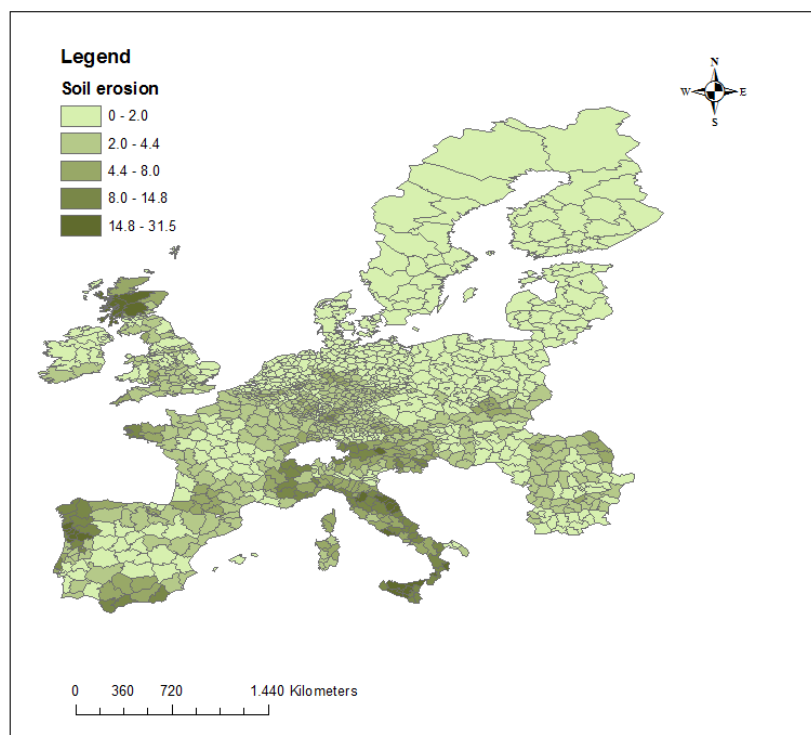 Legend
Soil erosion
0 - 2.0
2.0 - 4.4
4.4 - 8.0
8.0 - 14.8
14.8 - 31.5
N
W E
S
0 360 720 1.440 Kilometers